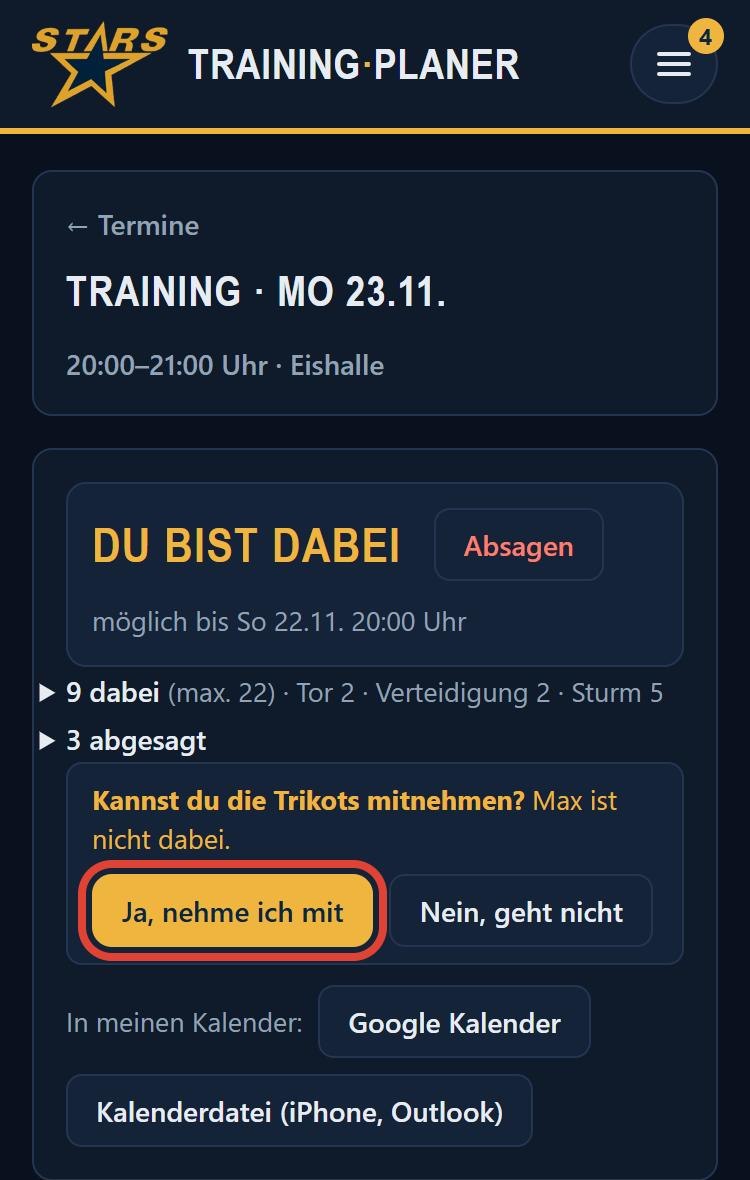 STARS
TRAINING·PLANER
4
← Termine
TRAINING · MO 23.11.
20:00–21:00 Uhr · Eishalle
DU BIST DABEI
Absagen
möglich bis So 22.11. 20:00 Uhr
▶ 9 dabei (max. 22) · Tor 2 · Verteidigung 2 · Sturm 5
▶ 3 abgesagt
Kannst du die Trikots mitnehmen? Max ist
nicht dabei.
Ja, nehme ich mit
Nein, geht nicht
In meinen Kalender:
Google Kalender
Kalenderdatei (iPhone, Outlook)